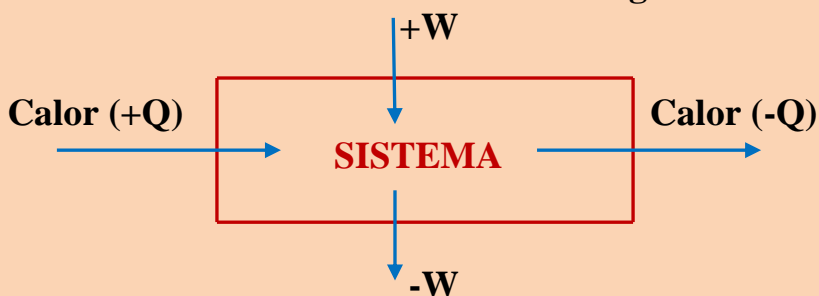 +W
Calor (+Q)
Calor (-Q)
SISTEMA
-W